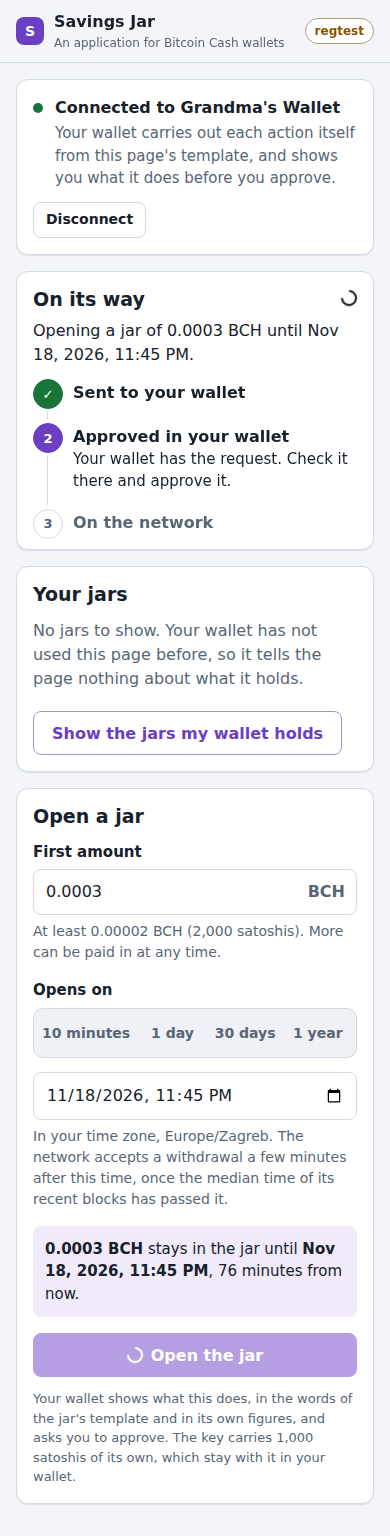 S
Savings Jar
An application for Bitcoin Cash wallets
regtest
Connected to Grandma's Wallet
Your wallet carries out each action itself
from this page's template, and shows
you what it does before you approve.
Disconnect
On its way
Opening a jar of 0.0003 BCH until Nov
18, 2026, 11:45 PM.
✓
Sent to your wallet
2
Approved in your wallet
Your wallet has the request. Check it
there and approve it.
3
On the network
Your jars
No jars to show. Your wallet has not
used this page before, so it tells the
page nothing about what it holds.
Show the jars my wallet holds
Open a jar
First amount
0.0003 BCH
At least 0.00002 BCH (2,000 satoshis). More
can be paid in at any time.
Opens on
10 minutes 1 day 30 days 1 year
11/18/2026, 11:45 PM
In your time zone, Europe/Zagreb. The
network accepts a withdrawal a few minutes
after this time, once the median time of its
recent blocks has passed it.
0.0003 BCH stays in the jar until Nov
18, 2026, 11:45 PM, 76 minutes from
now.
Open the jar
Your wallet shows what this does, in the words of
the jar's template and in its own figures, and
asks you to approve. The key carries 1,000
satoshis of its own, which stay with it in your
wallet.